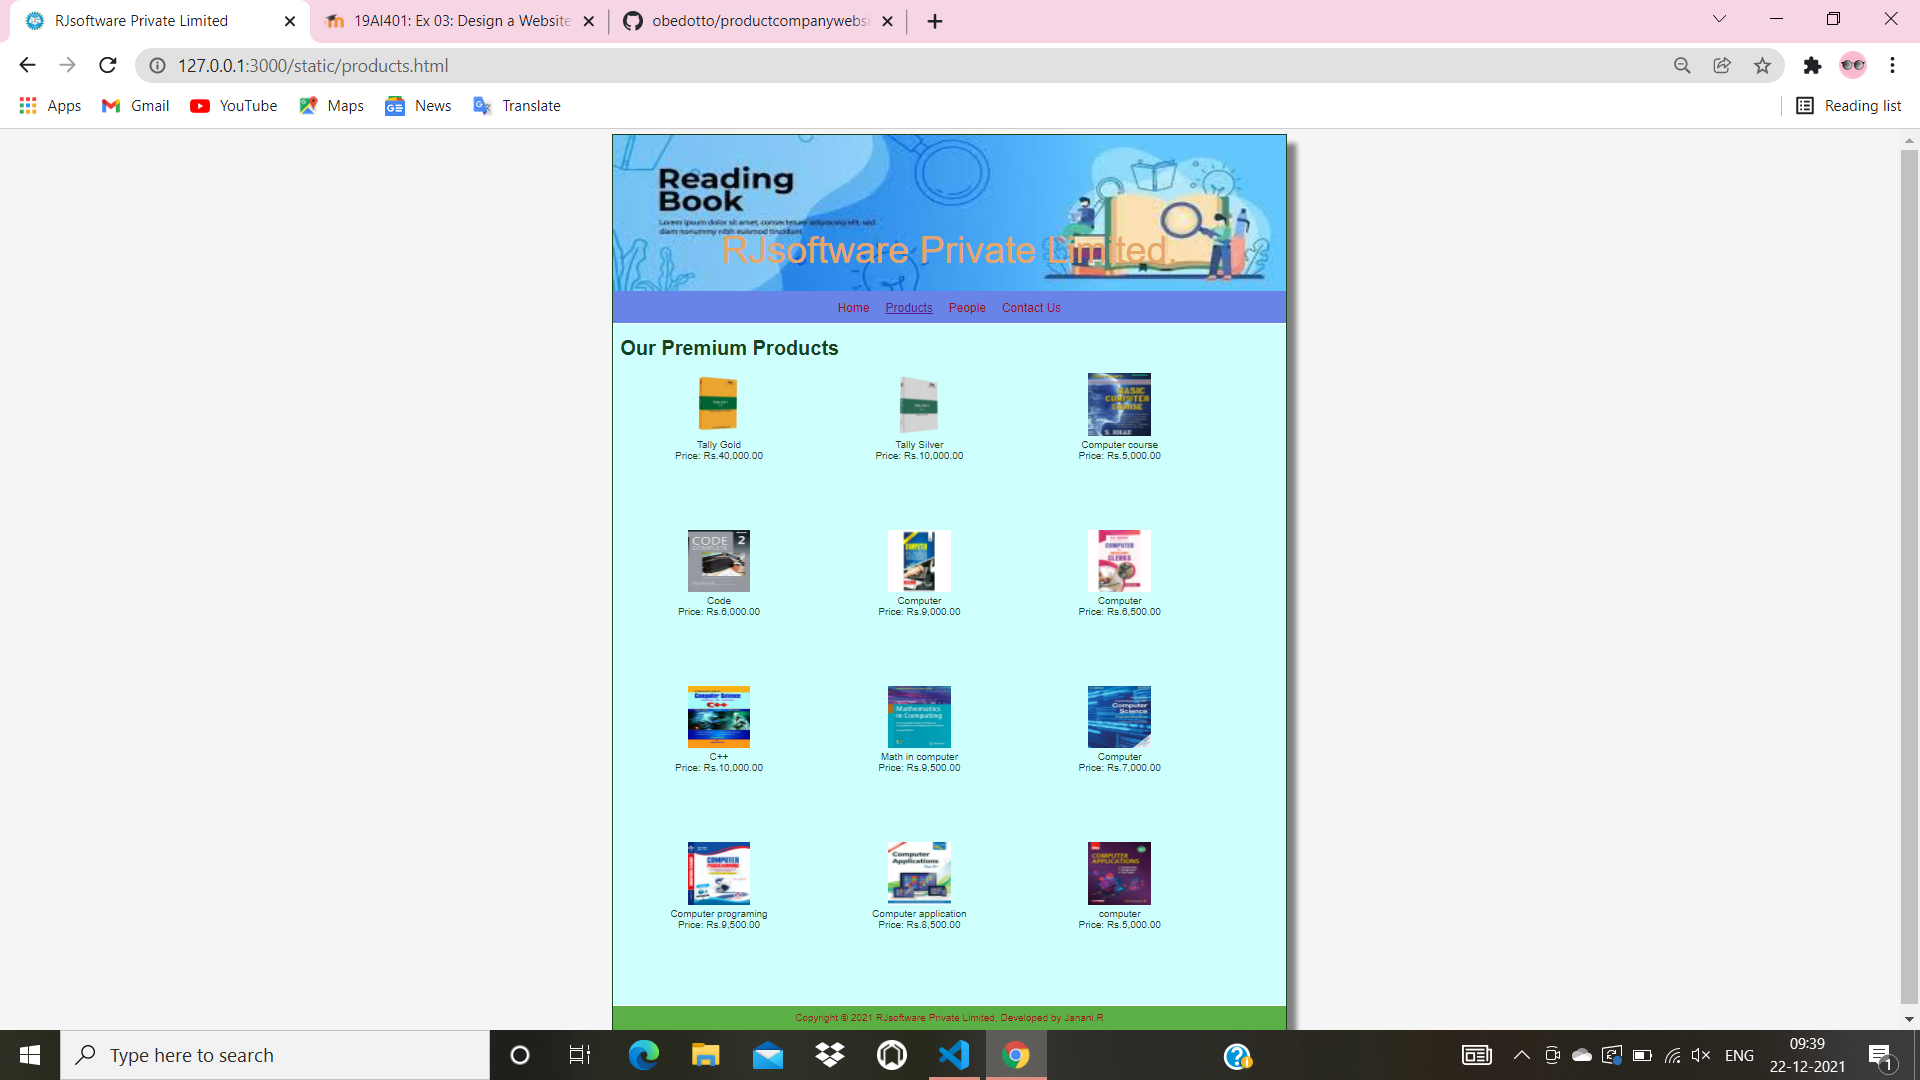 RJsoftware Private Limited
19AI401: Ex 03: Design a Website
obedotto/productcompanywebsi
127.0.0.1:3000/static/products.html
Apps
Gmail
YouTube
Maps
News
Translate
Reading list
Reading
Book
Lorem ipsum dolor sit amet, consectetuer adipiscing elit, sed
diam nonummy nibh euismod tincidunt
RJsoftware Private Limited.
Home Products People Contact Us
Our Premium Products
Tally Gold
Price: Rs.40,000.00
Tally Silver
Price: Rs.10,000.00
BASIC
COMPUTER
COURSE
Computer course
Price: Rs.5,000.00
CODE 2
COMPLETE
Code
Price: Rs.6,000.00
COMPUTER
Computer
Price: Rs.9,000.00
COMPUTER
CLERKS
Computer
Price: Rs.6,500.00
Computer Science
C++
C++
Price: Rs.10,000.00
Mathematics
in Computing
Math in computer
Price: Rs.9,500.00
Computer
Science
Computer
Price: Rs.7,000.00
COMPUTER
Computer programing
Price: Rs.9,500.00
Computer
Applications
Computer application
Price: Rs.8,500.00
COMPUTER
APPLICATIONS
computer
Price: Rs.5,000.00
Copyright © 2021 RJsoftware Private Limited. Developed by Janani.R
Type here to search
ENG
09:39
22-12-2021
1